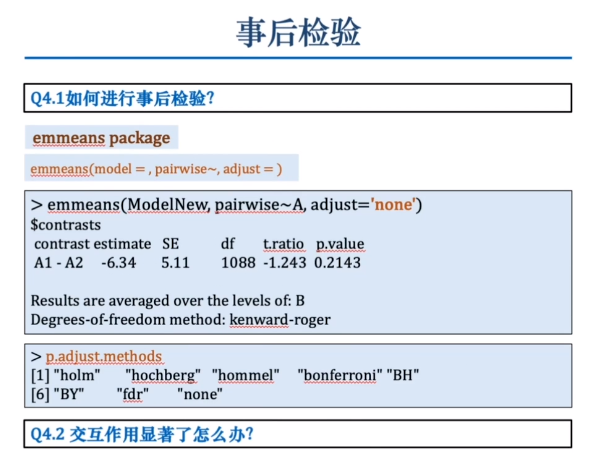 事后检验
Q4.1如何进行事后检验?
emmeans package
emmeans(model = , pairwise~, adjust = )
> emmeans(ModelNew, pairwise~A, adjust='none')
$contrasts
contrast estimate SE df t.ratio p.value
A1 - A2 -6.34 5.11 1088 -1.243 0.2143
Results are averaged over the levels of: B
Degrees-of-freedom method: kenward-roger
> p.adjust.methods
[1] "holm" "hochberg" "hommel" "bonferroni" "BH"
[6] "BY" "fdr" "none"
Q4.2 交互作用显著了怎么办?